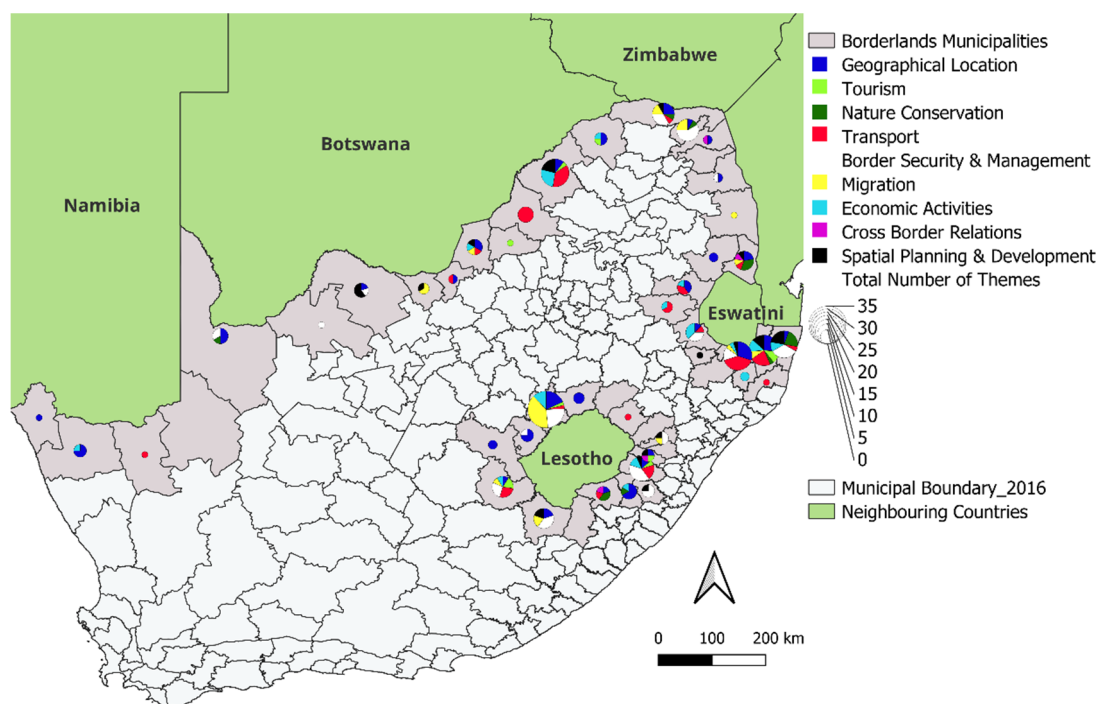 Zimbabwe
Botswana
Namibia
Eswatini
Lesotho
Borderlands Municipalities
Geographical Location
Tourism
Nature Conservation
Transport
Border Security & Management
Migration
Economic Activities
Cross Border Relations
Spatial Planning & Development
Total Number of Themes
35
30
25
20
15
10
5
0
Municipal Boundary_2016
Neighbouring Countries
0 100 200 km